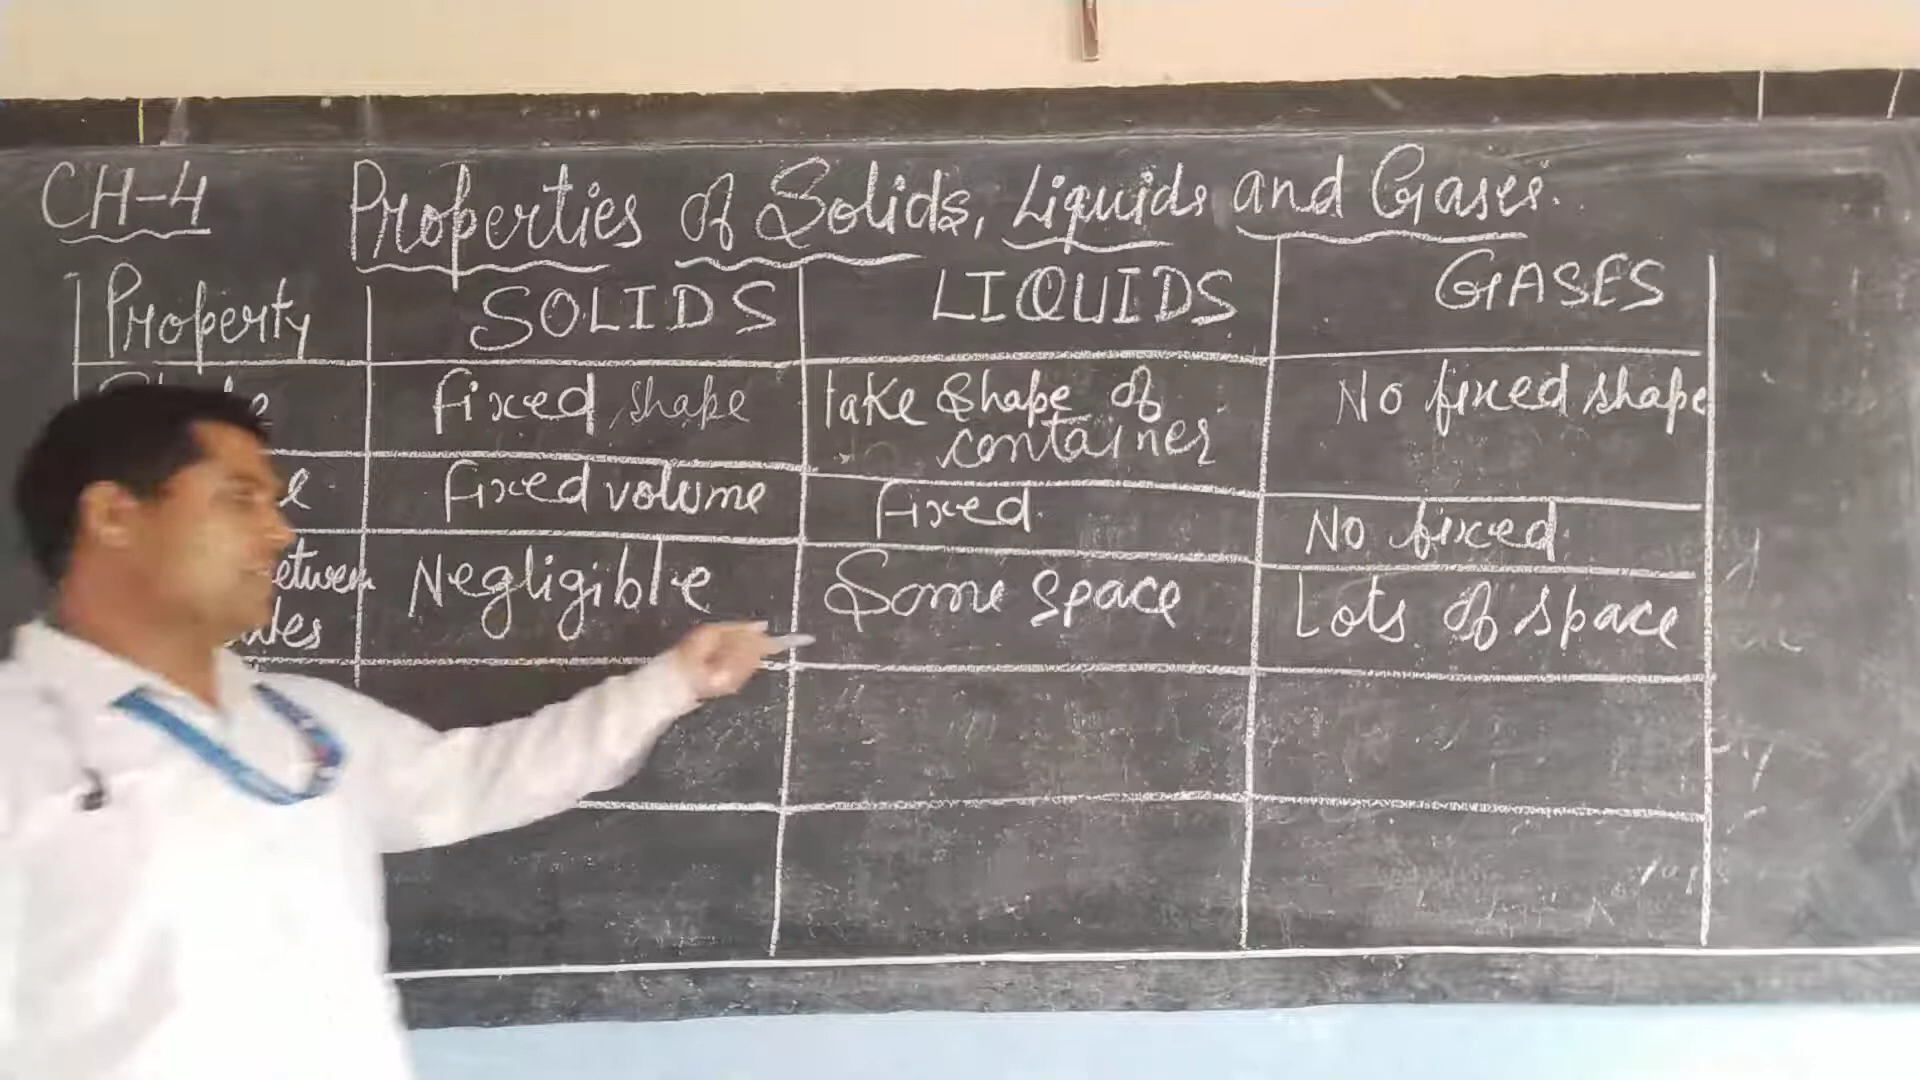 CH-4 Properties of Solids, Liquids and Gases.
Property SOLIDS LIQUIDS GASES
fixed shape take shape of container No fixed shape
fixed volume fixed. No fixed.
Negligible Some space Lots of space